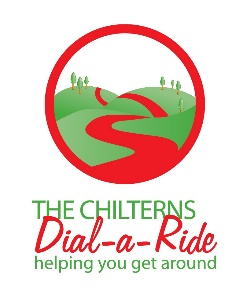 THE CHILTERNS
Dial-a-Ride
helping you get around